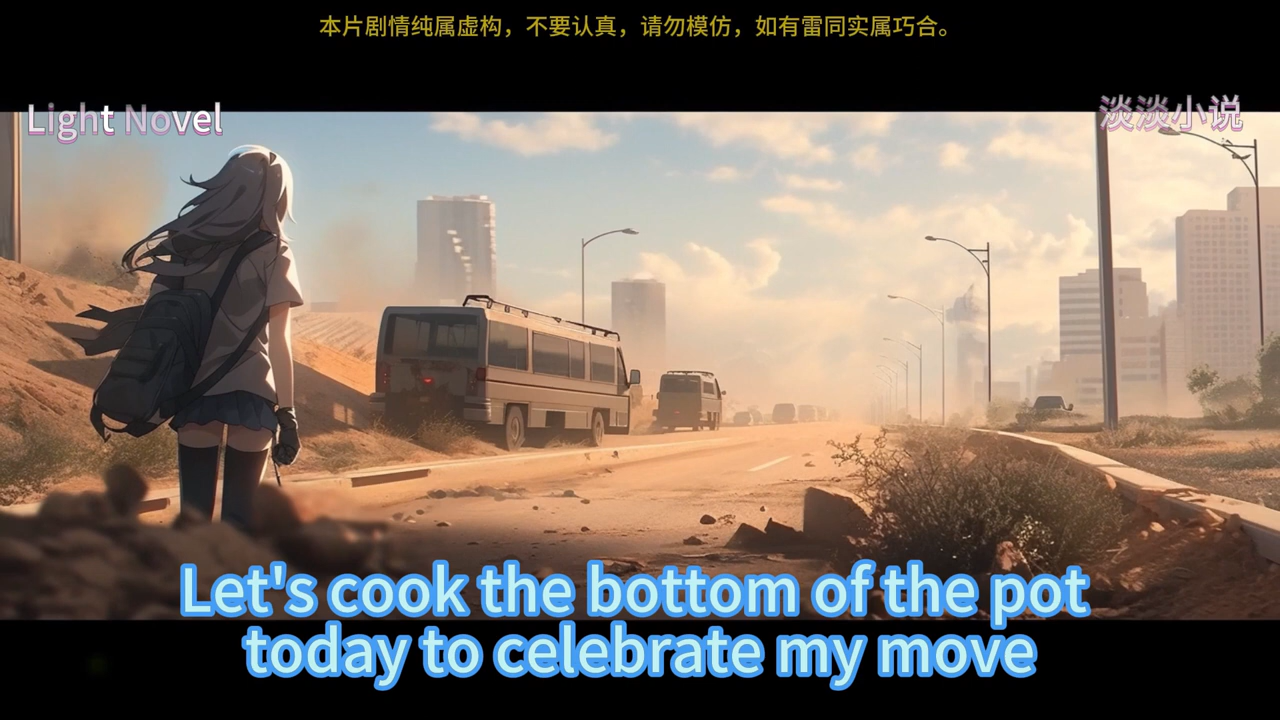 本片剧情纯属虚构，不要认真，请勿模仿，如有雷同实属巧合。
Light Novel
淡淡小说
Let's cook the bottom of the pot
today to celebrate my move